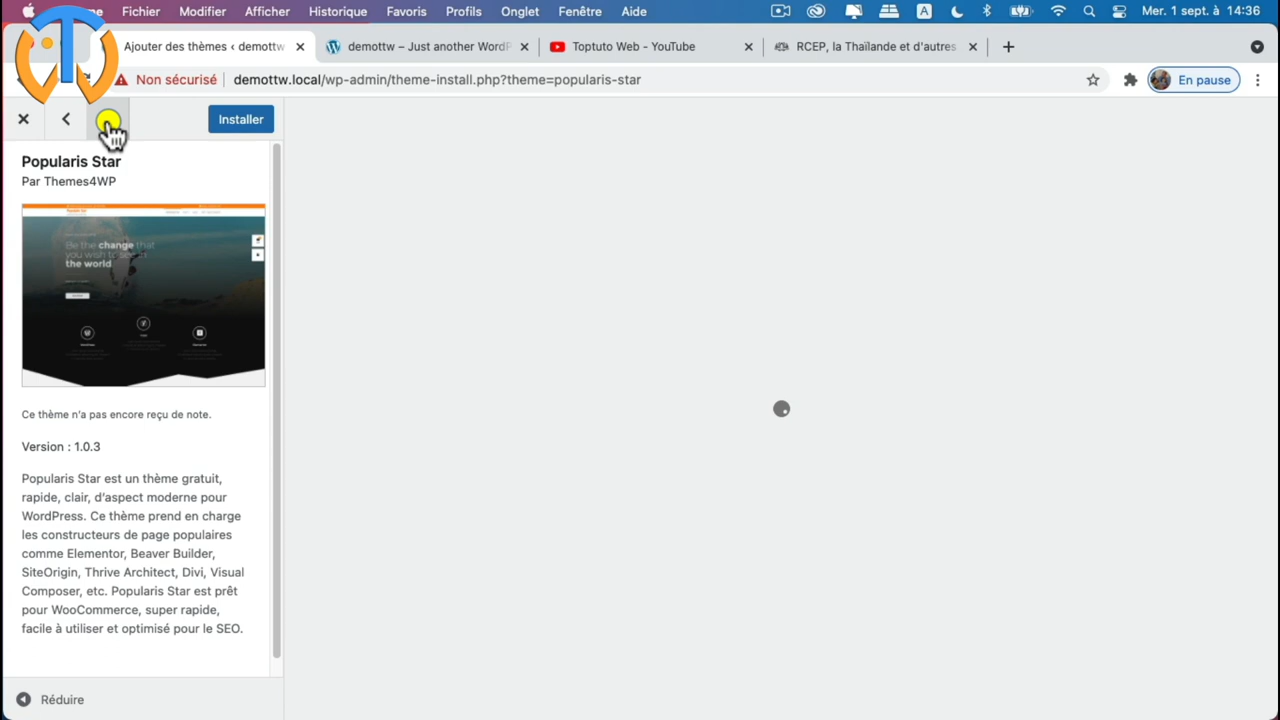 Fichier Modifier Afficher Historique Favoris Profils Onglet Fenêtre Aide A Mer. 1 sept. à 14:36
Ajouter des thèmes ‹ demottw demottw – Just another WordP Toptuto Web - YouTube RCEP, la Thaïlande et d'autres
Non sécurisé demottw.local/wp-admin/theme-install.php?theme=popularis-star En pause
Installer
Popularis Star
Par Themes4WP
Be the change that
you wish to see in
the world
Ce thème n'a pas encore reçu de note.
Version : 1.0.3
Popularis Star est un thème gratuit,
rapide, clair, d'aspect moderne pour
WordPress. Ce thème prend en charge
les constructeurs de page populaires
comme Elementor, Beaver Builder,
SiteOrigin, Thrive Architect, Divi, Visual
Composer, etc. Popularis Star est prêt
pour WooCommerce, super rapide,
facile à utiliser et optimisé pour le SEO.
Réduire